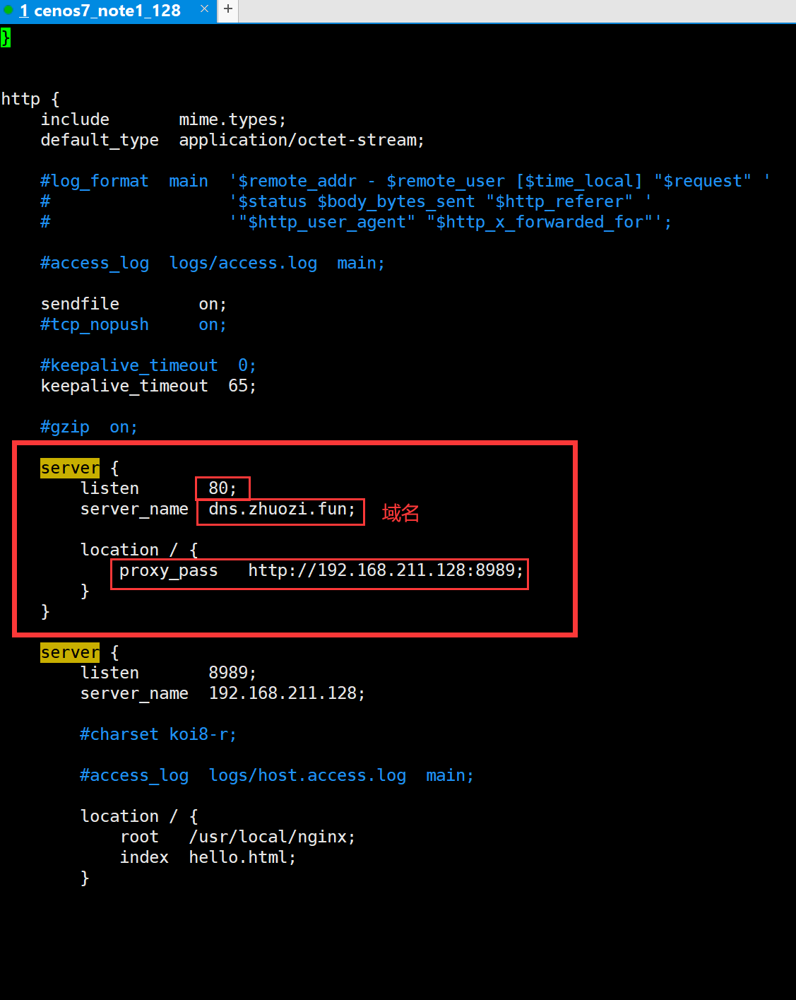 1 cenos7_note1_128 × +
}
http {
    include       mime.types;
    default_type  application/octet-stream;
    #log_format  main  '$remote_addr - $remote_user [$time_local] "$request" '
    #                  '$status $body_bytes_sent "$http_referer" '
    #                  '"$http_user_agent" "$http_x_forwarded_for"';
    #access_log  logs/access.log  main;
    sendfile        on;
    #tcp_nopush     on;
    #keepalive_timeout  0;
    keepalive_timeout  65;
    #gzip  on;
    server {
        listen       80;
        server_name  dns.zhuozi.fun; 域名
        location / {
            proxy_pass   http://192.168.211.128:8989;
        }
    }
    server {
        listen       8989;
        server_name  192.168.211.128;
        #charset koi8-r;
        #access_log  logs/host.access.log  main;
        location / {
            root   /usr/local/nginx;
            index  hello.html;
        }